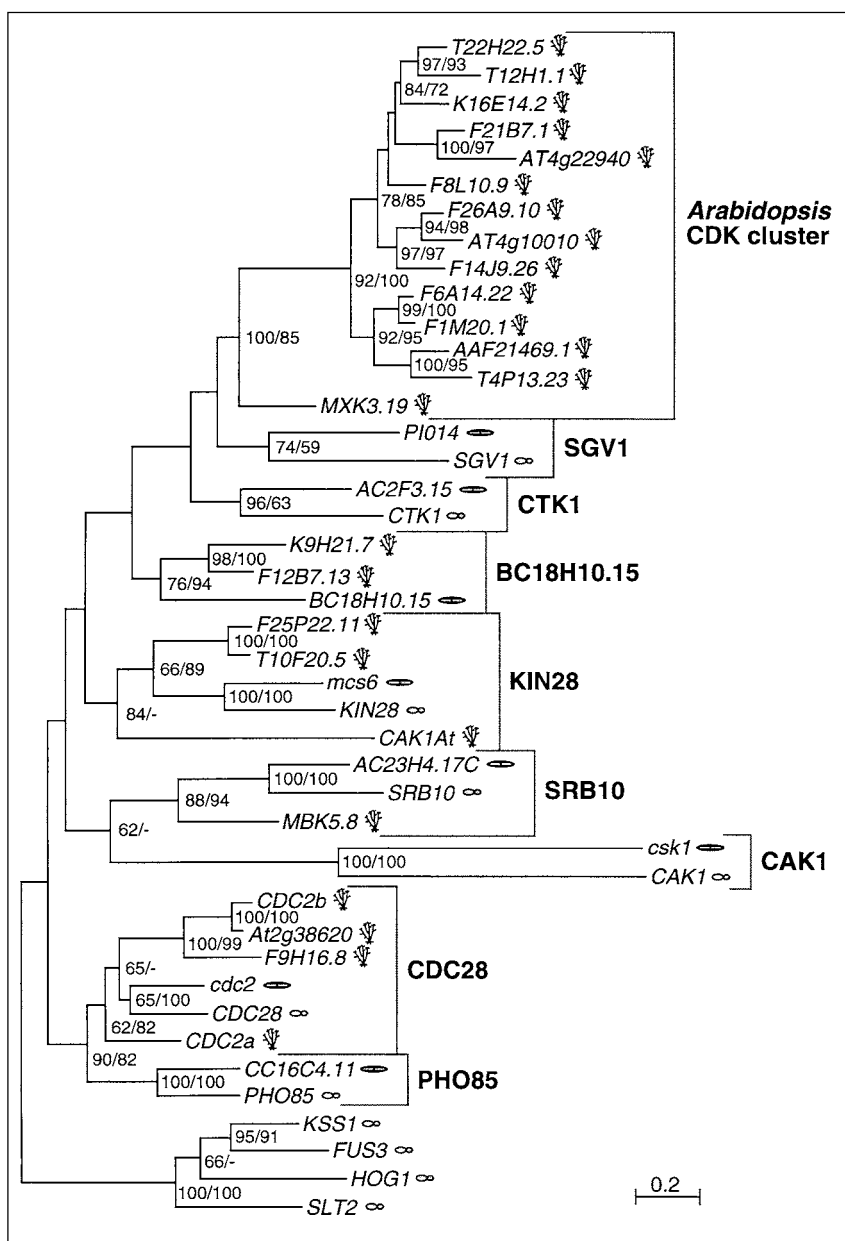 T22H22.5
97/93
T12H1.1
84/72
K16E14.2
F21B7.1
100/97
AT4g22940
F8L10.9
78/85
Arabidopsis
CDK cluster
F26A9.10
94/98
AT4g10010
97/97
F14J9.26
92/100
F6A14.22
99/100
F1M20.1
92/95
AAF21469.1
100/85
100/95
T4P13.23
MXK3.19
PI014
74/59
SGV1
SGV1
AC2F3.15
96/63
CTK1
CTK1
K9H21.7
98/100
F12B7.13
BC18H10.15
76/94
BC18H10.15
F25P22.11
100/100
T10F20.5
66/89
mcs6
KIN28
100/100
KIN28
84/-
CAK1At
AC23H4.17C
100/100
SRB10
SRB10
88/94
MBK5.8
62/-
csk1
100/100
CAK1
CAK1
CDC2b
100/100
At2g38620
100/99
F9H16.8
CDC28
65/-
cdc2
65/100
CDC28
62/82
CDC2a
90/82
CC16C4.11
100/100
PHO85
PHO85
KSS1
95/91
FUS3
66/-
HOG1
100/100
SLT2
0.2